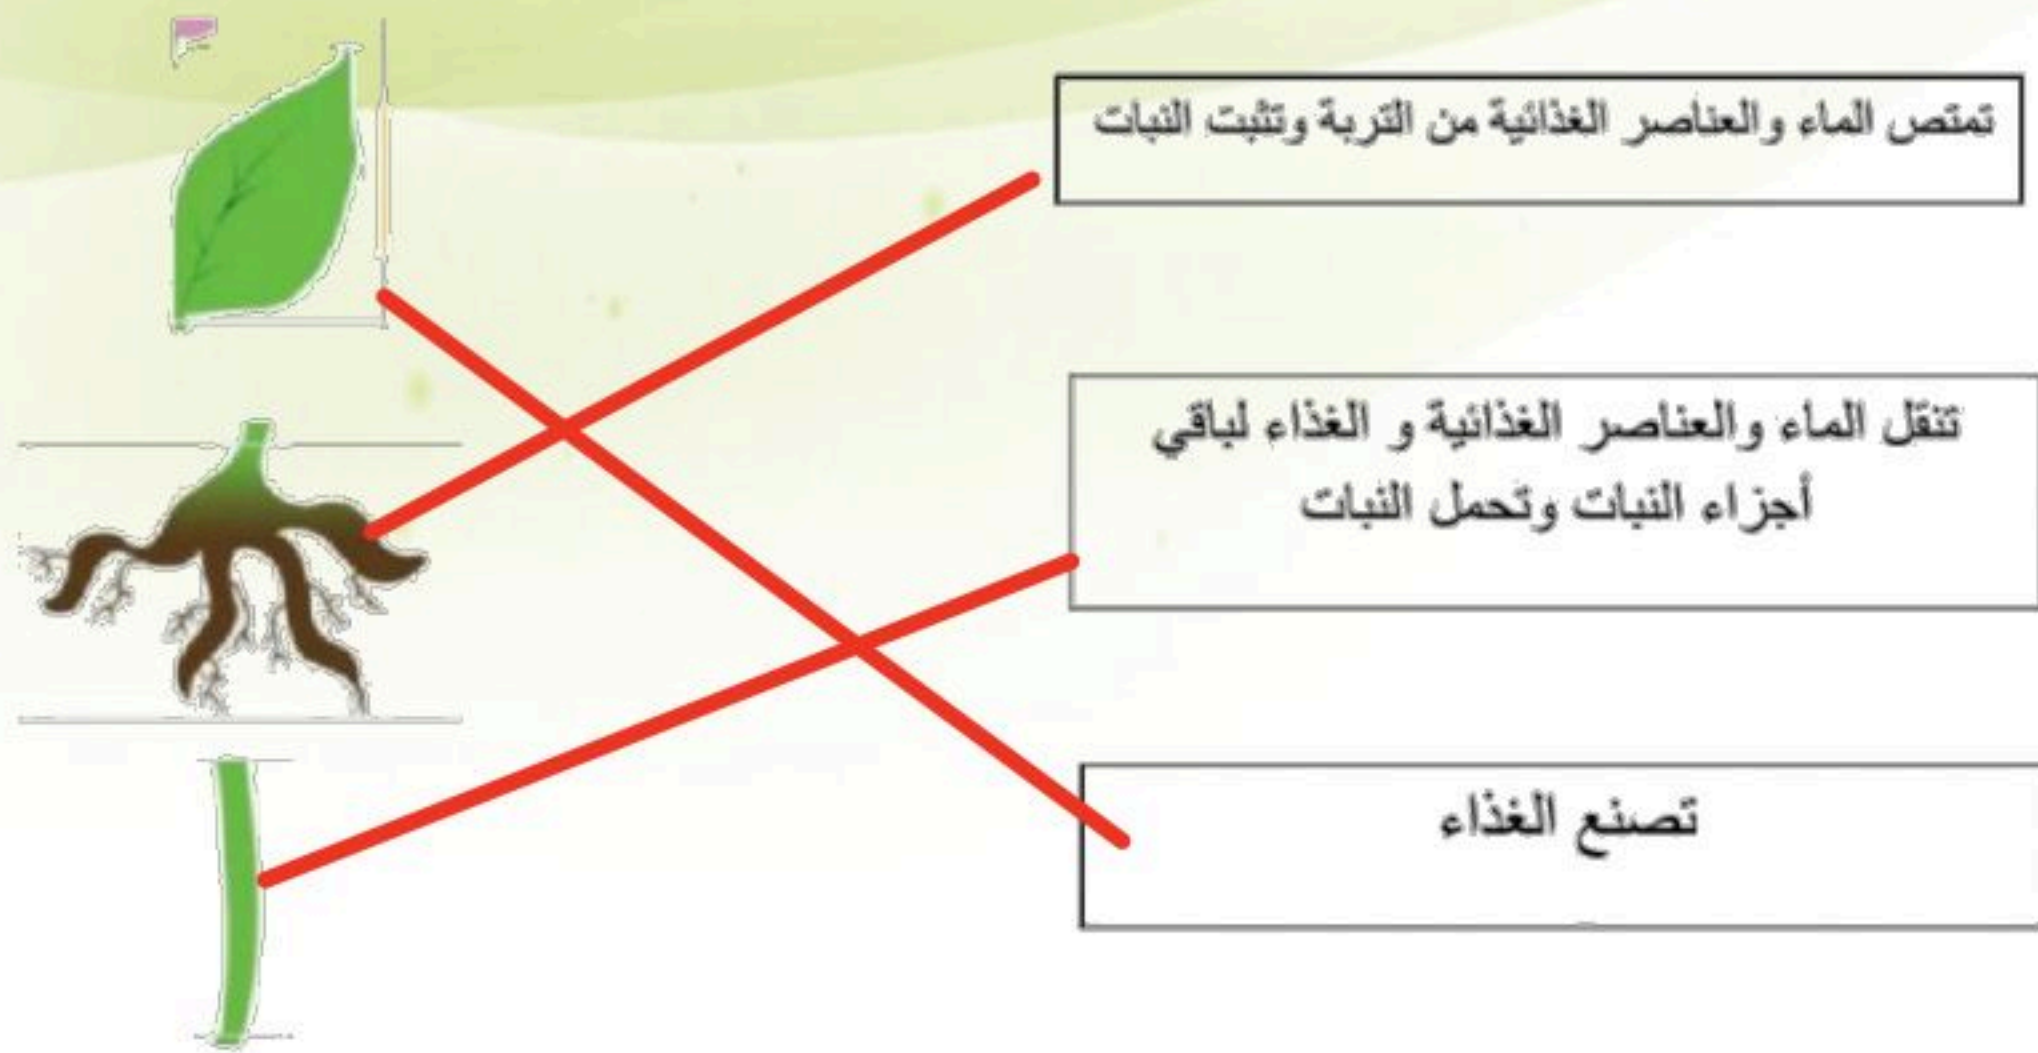 تمتص الماء والعناصر الغذائية من التربة وتثبت النبات
تنقل الماء والعناصر الغذائية و الغذاء لباقي
أجزاء النبات وتحمل النبات
تصنع الغذاء